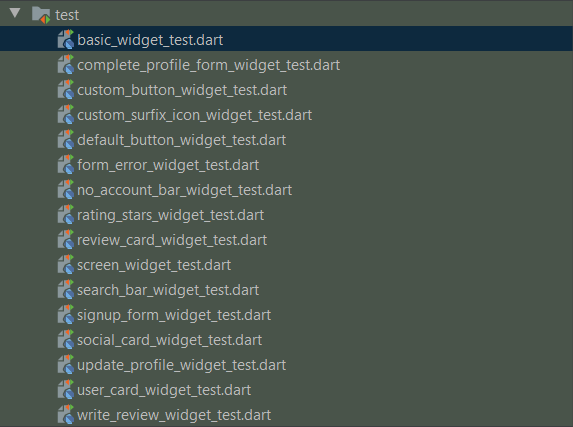 test
basic_widget_test.dart
complete_profile_form_widget_test.dart
custom_button_widget_test.dart
custom_surfix_icon_widget_test.dart
default_button_widget_test.dart
form_error_widget_test.dart
no_account_bar_widget_test.dart
rating_stars_widget_test.dart
review_card_widget_test.dart
screen_widget_test.dart
search_bar_widget_test.dart
signup_form_widget_test.dart
social_card_widget_test.dart
update_profile_widget_test.dart
user_card_widget_test.dart
write_review_widget_test.dart